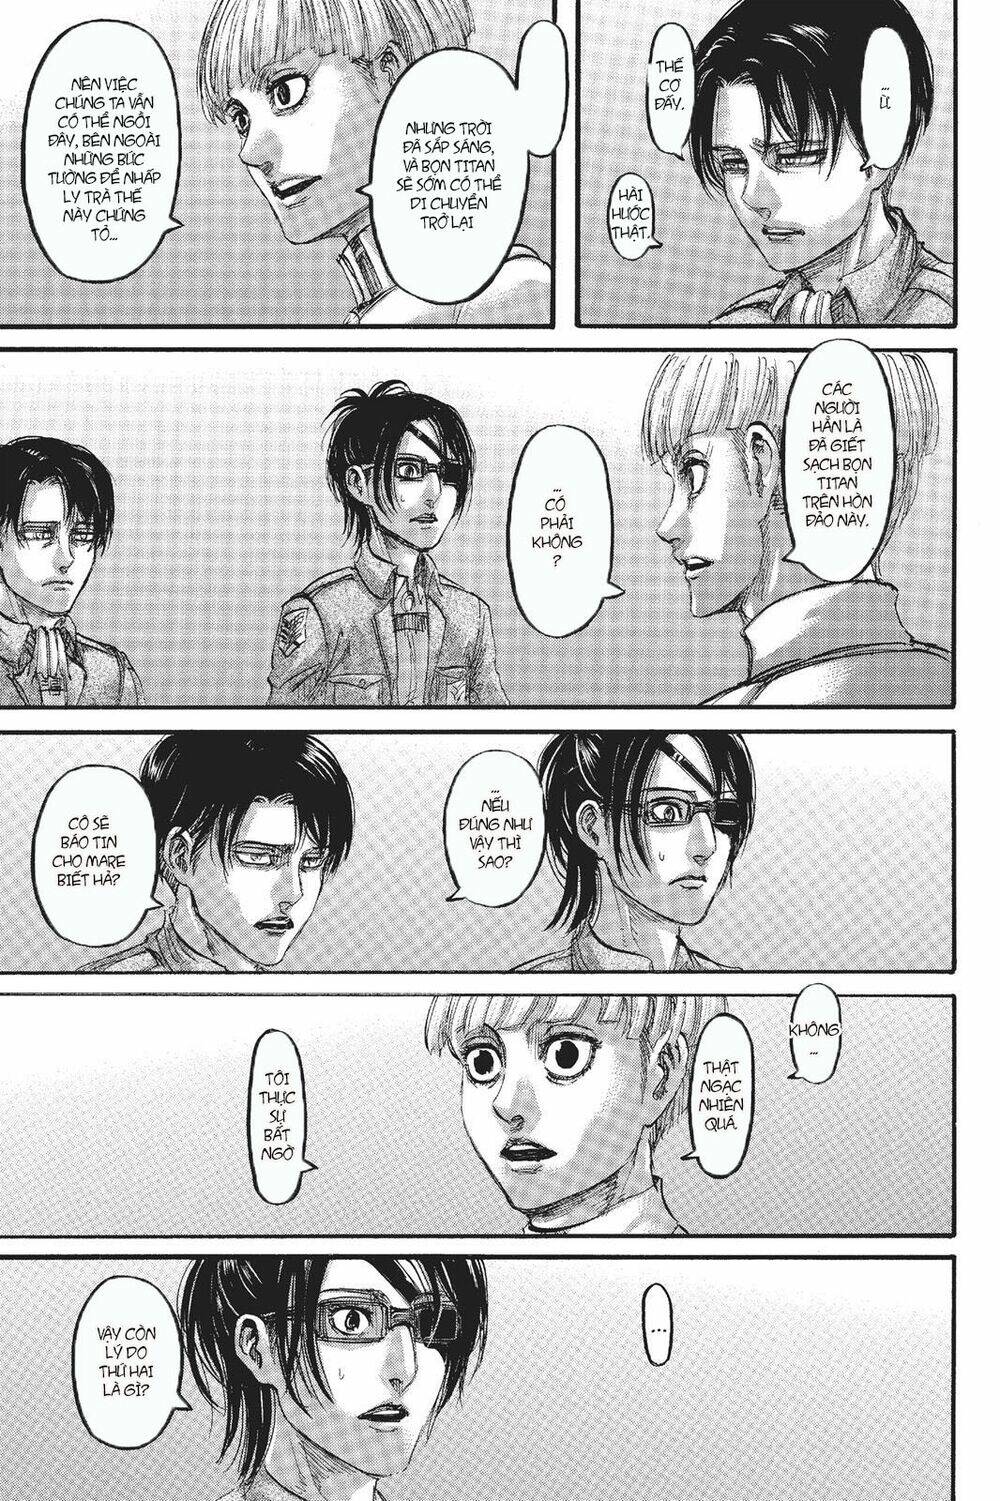 ...
Ừ.
THẾ
CƠ
ĐẤY.
HÀI
HƯỚC
THẬT.
NHƯNG TRỜI
ĐÃ SẮP SÁNG,
VÀ BỌN TITAN
SẼ SỚM CÓ THỂ
DI CHUYỂN
TRỞ LẠI
NÊN VIỆC
CHÚNG TA VẪN
CÓ THỂ NGỒI
ĐÂY, BÊN NGOÀI
NHỮNG BỨC
TƯỜNG ĐỂ NHẤP
LY TRÀ THẾ
NÀY CHỨNG
TỎ...
CÁC
NGƯỜI
HẲN LÀ
ĐÃ GIẾT
SẠCH BỌN
TITAN
TRÊN HÒN
ĐẢO NÀY.
...
CÓ
PHẢI
KHÔNG
?
...
NẾU
ĐÚNG NHƯ
VẬY THÌ
SAO?
CÔ SẼ
BÁO TIN
CHO MARE
BIẾT HẢ?
KHÔNG
...
THẬT
NGẠC
NHIÊN
QUÁ.
TÔI
THỰC
SỰ
BẤT
NGỜ
...
VẬY CÒN
LÝ DO
THỨ HAI
LÀ GÌ?